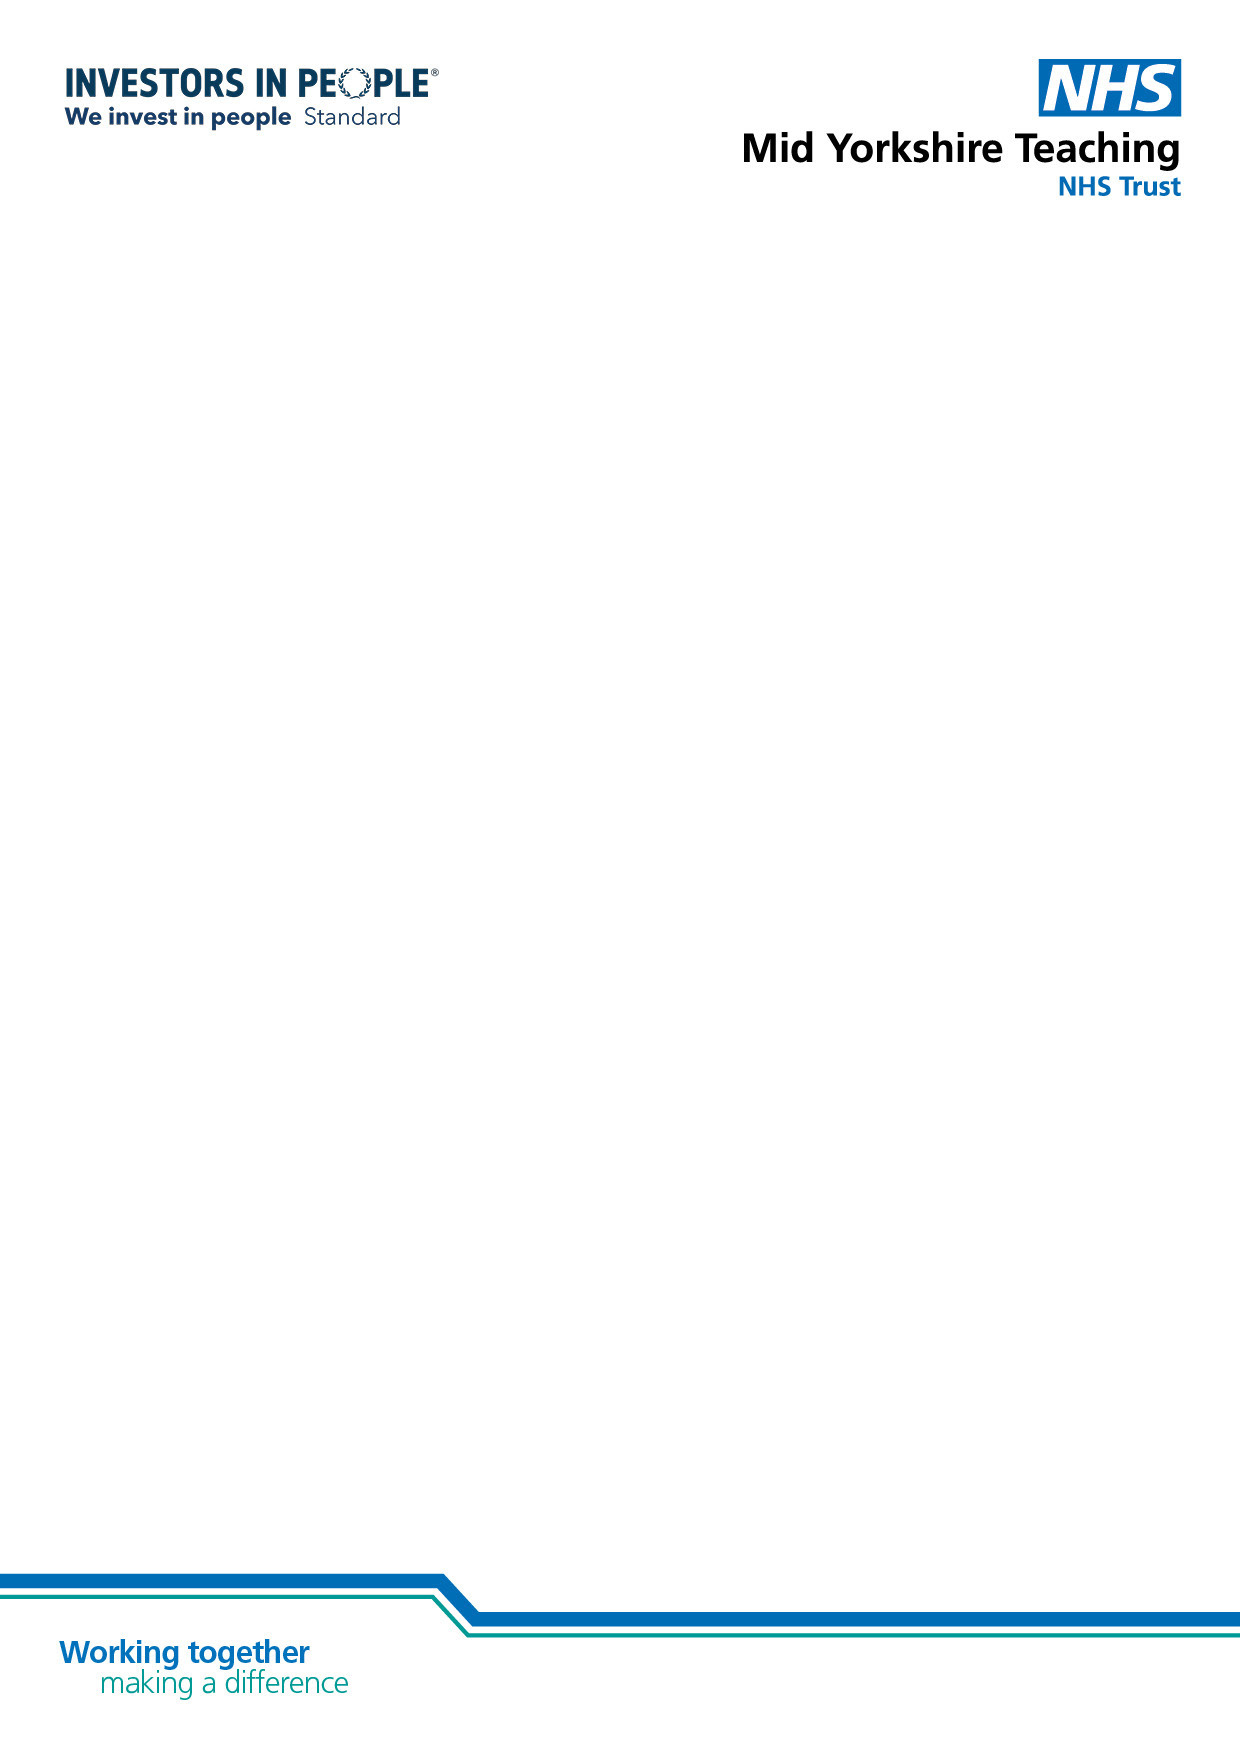 INVESTORS IN PEOPLE®
We invest in people Standard
NHS
Mid Yorkshire Teaching
NHS Trust
Working together
making a difference